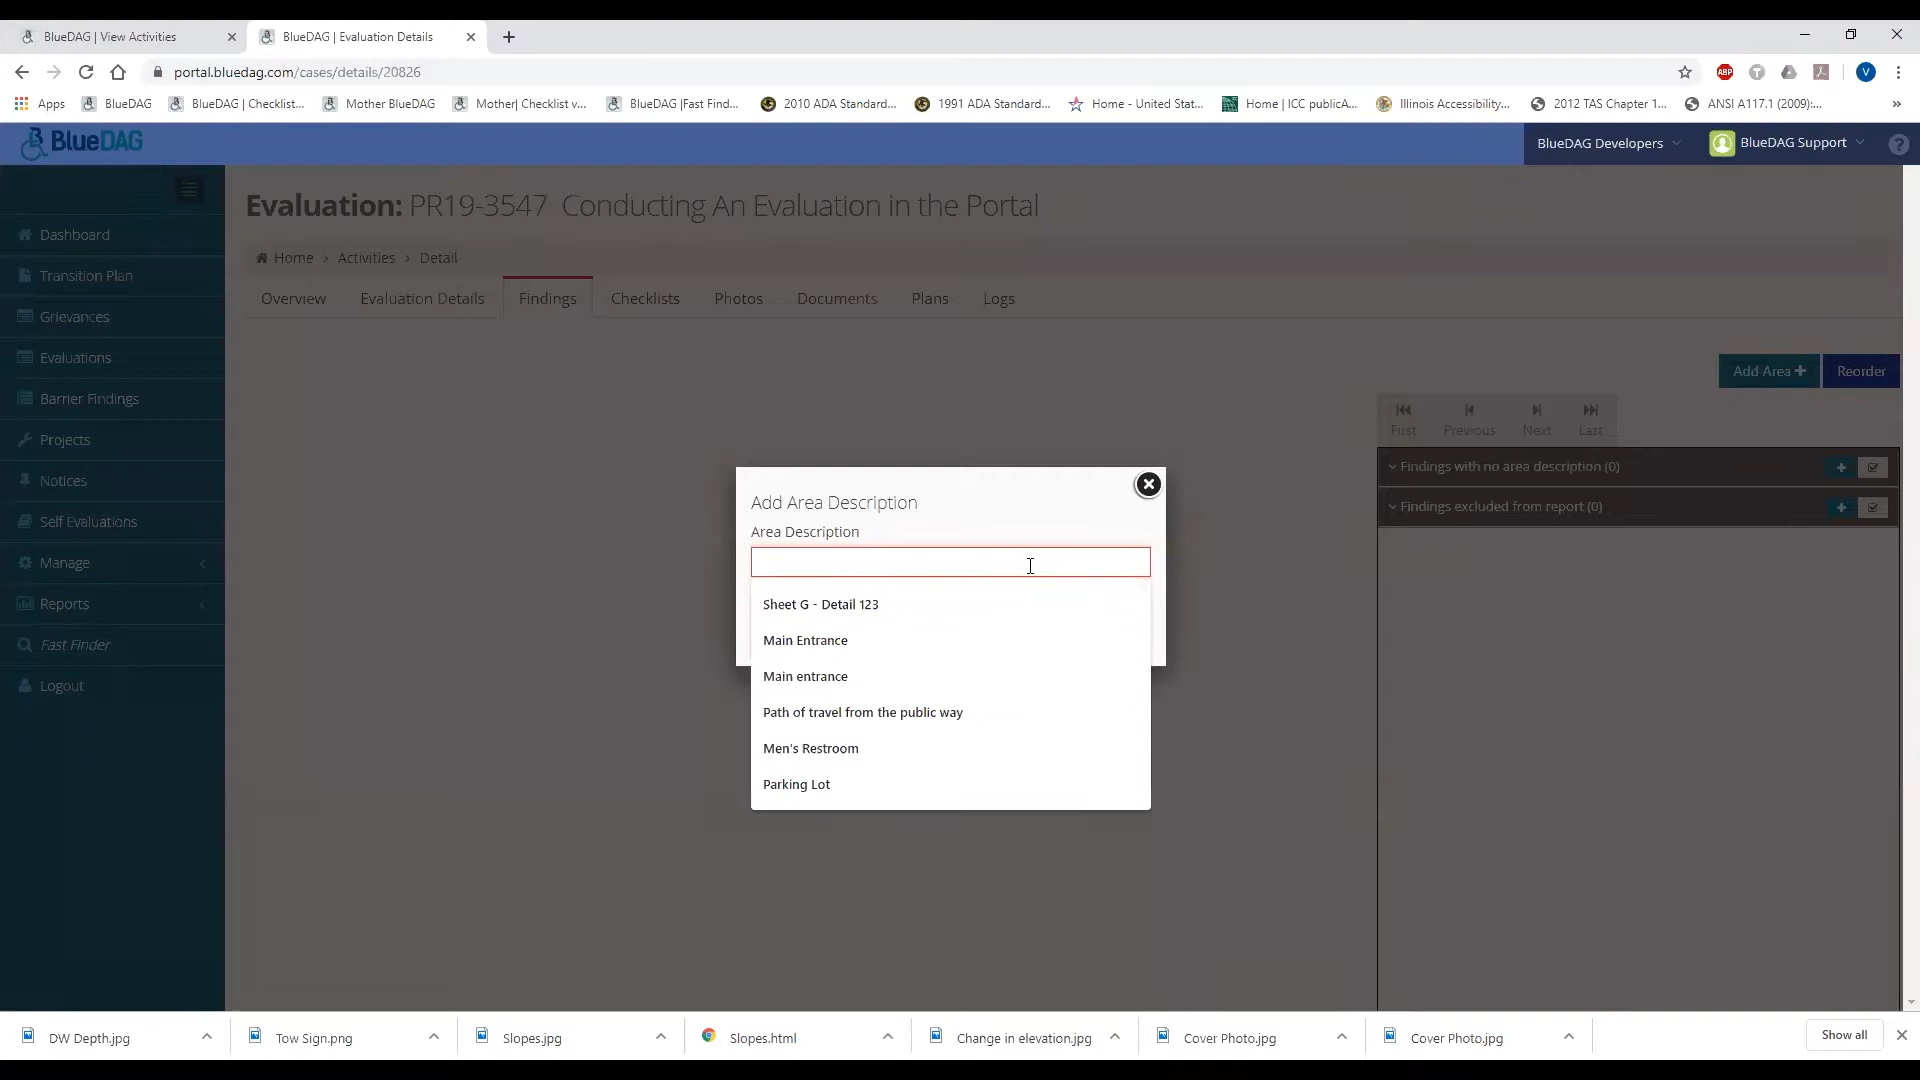 BlueDAG | View Activities
BlueDAG | Evaluation Details
portal.bluedag.com/cases/details/20826
ABP
T
V
Apps
BlueDAG
BlueDAG | Checklist...
Mother BlueDAG
Mother| Checklist v...
BlueDAG |Fast Find...
2010 ADA Standard...
1991 ADA Standard...
Home - United Stat...
Home | ICC publicA...
Illinois Accessibility...
2012 TAS Chapter 1...
ANSI A117.1 (2009):...
»
BlueDAG
BlueDAG Developers
BlueDAG Support
?
Evaluation: PR19-3547 Conducting An Evaluation in the Portal
Home › Activities › Detail
Overview
Evaluation Details
Findings
Checklists
Photos
Documents
Plans
Logs
Dashboard
Transition Plan
Grievances
Evaluations
Barrier Findings
Projects
Notices
Self Evaluations
Manage
Reports
Fast Finder
Logout
Add Area +
Reorder
First
Previous
Next
Last
Findings with no area description (0)
Findings excluded from report (0)
Add Area Description
Area Description
Sheet G - Detail 123
Main Entrance
Main entrance
Path of travel from the public way
Men's Restroom
Parking Lot
DW Depth.jpg
Tow Sign.png
Slopes.jpg
Slopes.html
Change in elevation.jpg
Cover Photo.jpg
Cover Photo.jpg
Show all